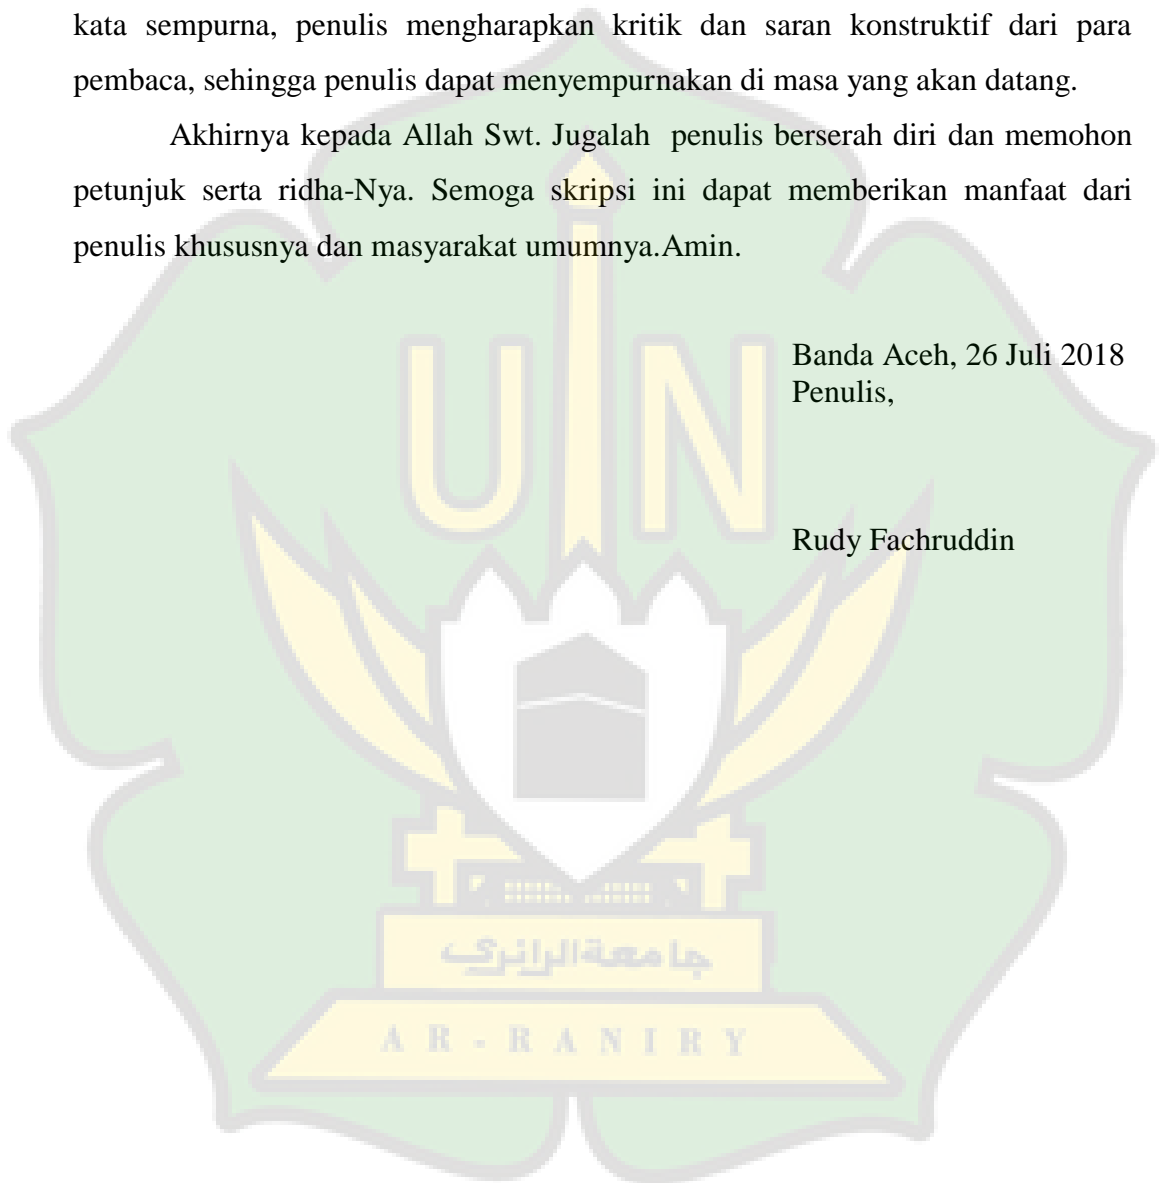 kata sempurna, penulis mengharapkan kritik dan saran konstruktif dari para
pembaca, sehingga penulis dapat menyempurnakan di masa yang akan datang.
Akhirnya kepada Allah Swt. Jugalah penulis berserah diri dan memohon
petunjuk serta ridha-Nya. Semoga skripsi ini dapat memberikan manfaat dari
penulis khususnya dan masyarakat umumnya.Amin.
Banda Aceh, 26 Juli 2018
Penulis,
Rudy Fachruddin
UIN
جامعة الرانري
AR-RANIRY